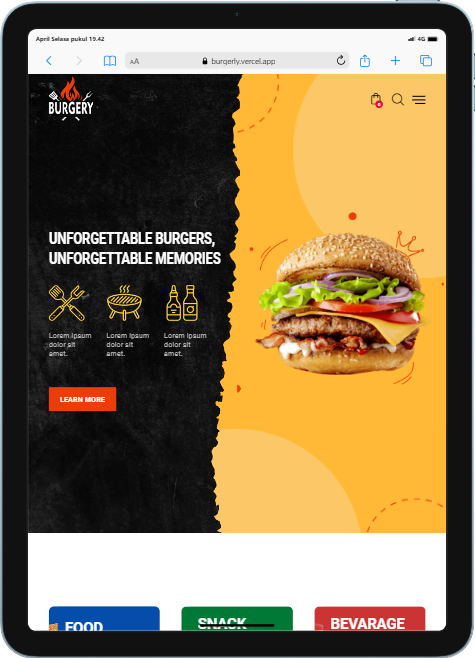 April Selasa pukul 19.42
4G
AA
burgerly.vercel.app
BURGERY
UNFORGETTABLE BURGERS,
UNFORGETTABLE MEMORIES
Lorem ipsum
dolor sit
amet.
Lorem ipsum
dolor sit
amet.
Lorem ipsum
dolor sit
amet.
LEARN MORE
FOOD
SNACK
BEVARAGE